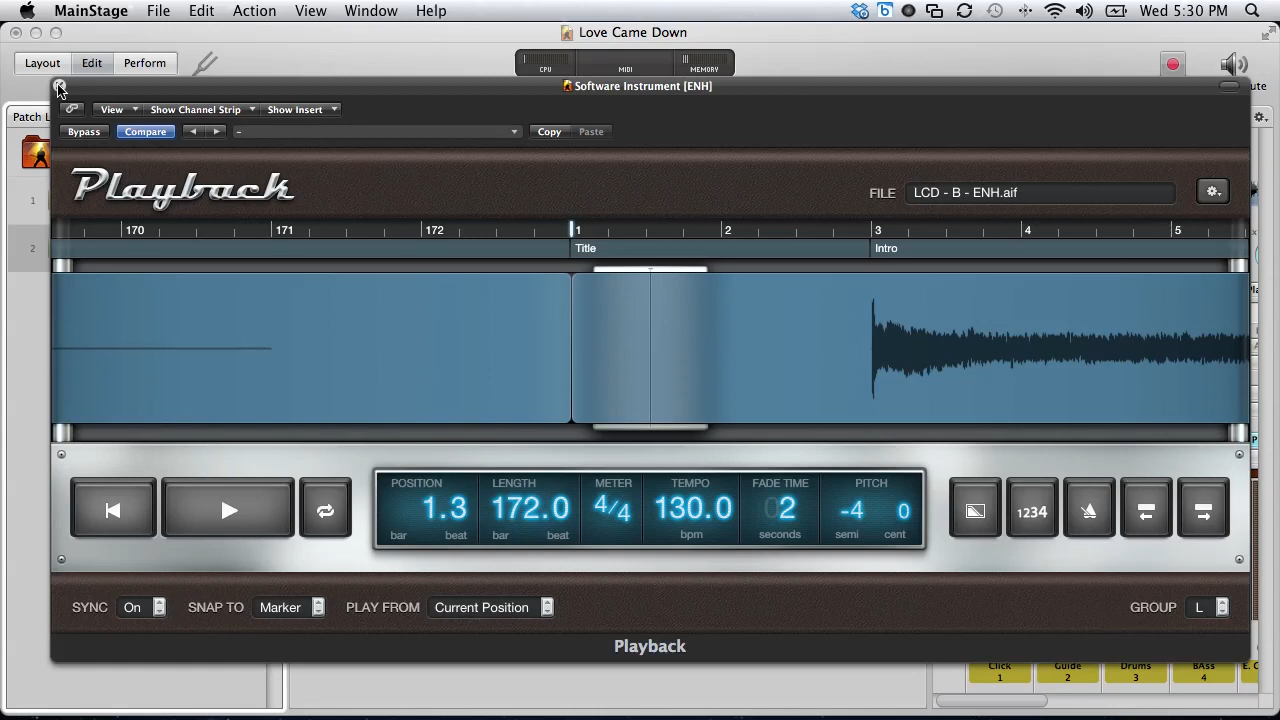 MainStage File Edit Action View Window Help Wed 5:30 PM
Love Came Down
Layout Edit Perform CPU MIDI MEMORY
Software Instrument [ENH]
View Show Channel Strip Show Insert
Patch L
Bypass Compare - Copy Paste
Playback FILE LCD - B - ENH.aif
1
170 171 172 1 2 3 4 5
2 Title Intro
POSITION LENGTH METER TEMPO FADE TIME PITCH
1.3 172.0 4/4 130.0 2 -4 0 1234
bar beat bar beat bpm seconds semi cent
SYNC On SNAP TO Marker PLAY FROM Current Position GROUP L
Playback
Click Guide Drums BAss E. C
1 2 3 4